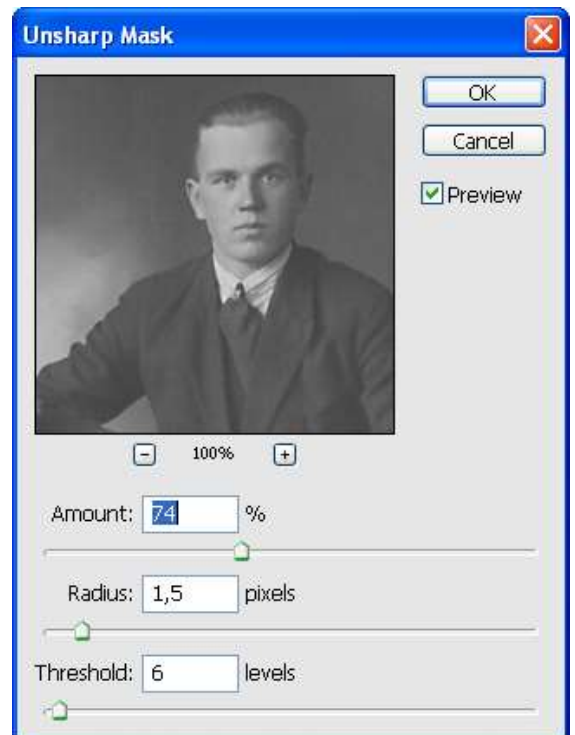 Unsharp Mask
OK
Cancel
Preview
100%
Amount: 74 %
Radius: 1,5 pixels
Threshold: 6 levels